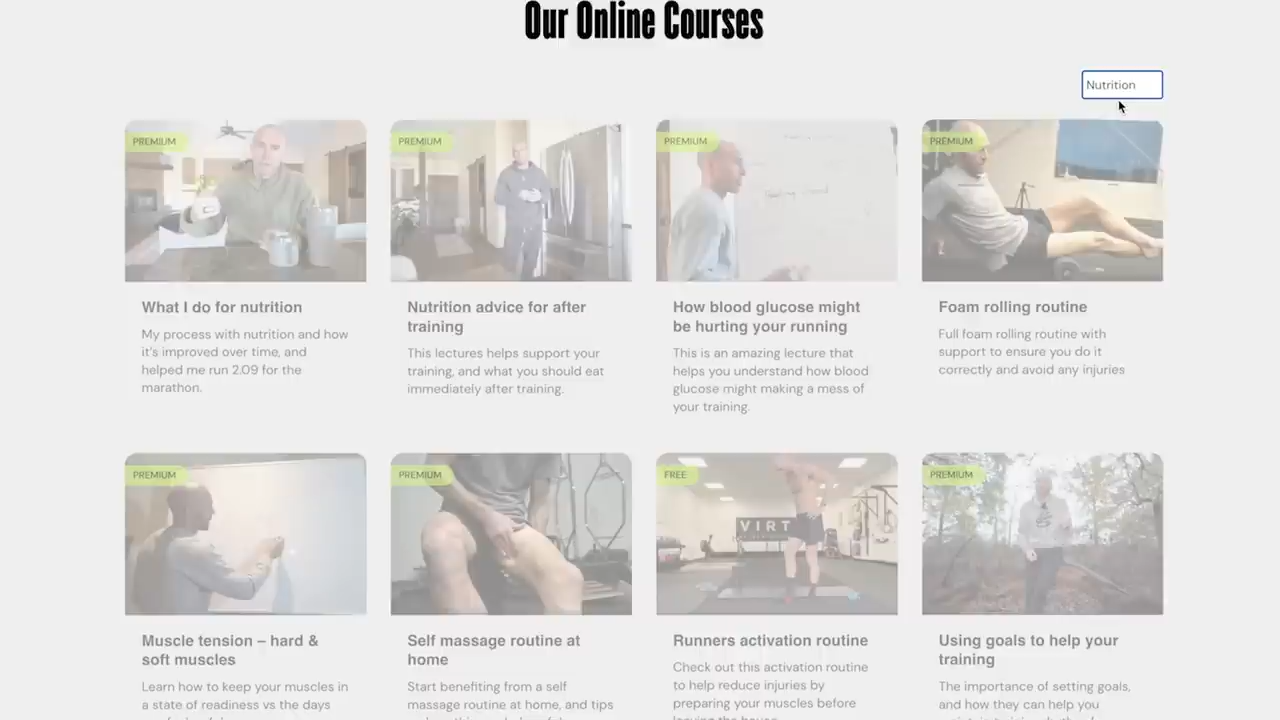 Our Online Courses
Nutrition
PREMIUM
PREMIUM
PREMIUM
PREMIUM
What I do for nutrition
My process with nutrition and how
it's improved over time, and
helped me run 2.09 for the
marathon.
Nutrition advice for after
training
This lectures helps support your
training, and what you should eat
immediately after training.
How blood glucose might
be hurting your running
This is an amazing lecture that
helps you understand how blood
glucose might making a mess of
your training.
Foam rolling routine
Full foam rolling routine with
support to ensure you do it
correctly and avoid any injuries
PREMIUM
PREMIUM
FREE
VIRT
PREMIUM
Muscle tension – hard &
soft muscles
Learn how to keep your muscles in
a state of readiness vs the days
Self massage routine at
home
Start benefiting from a self
massage routine at home, and tips
Runners activation routine
Check out this activation routine
to help reduce injuries by
preparing your muscles before
leaving the house
Using goals to help your
training
The importance of setting goals,
and how they can help you